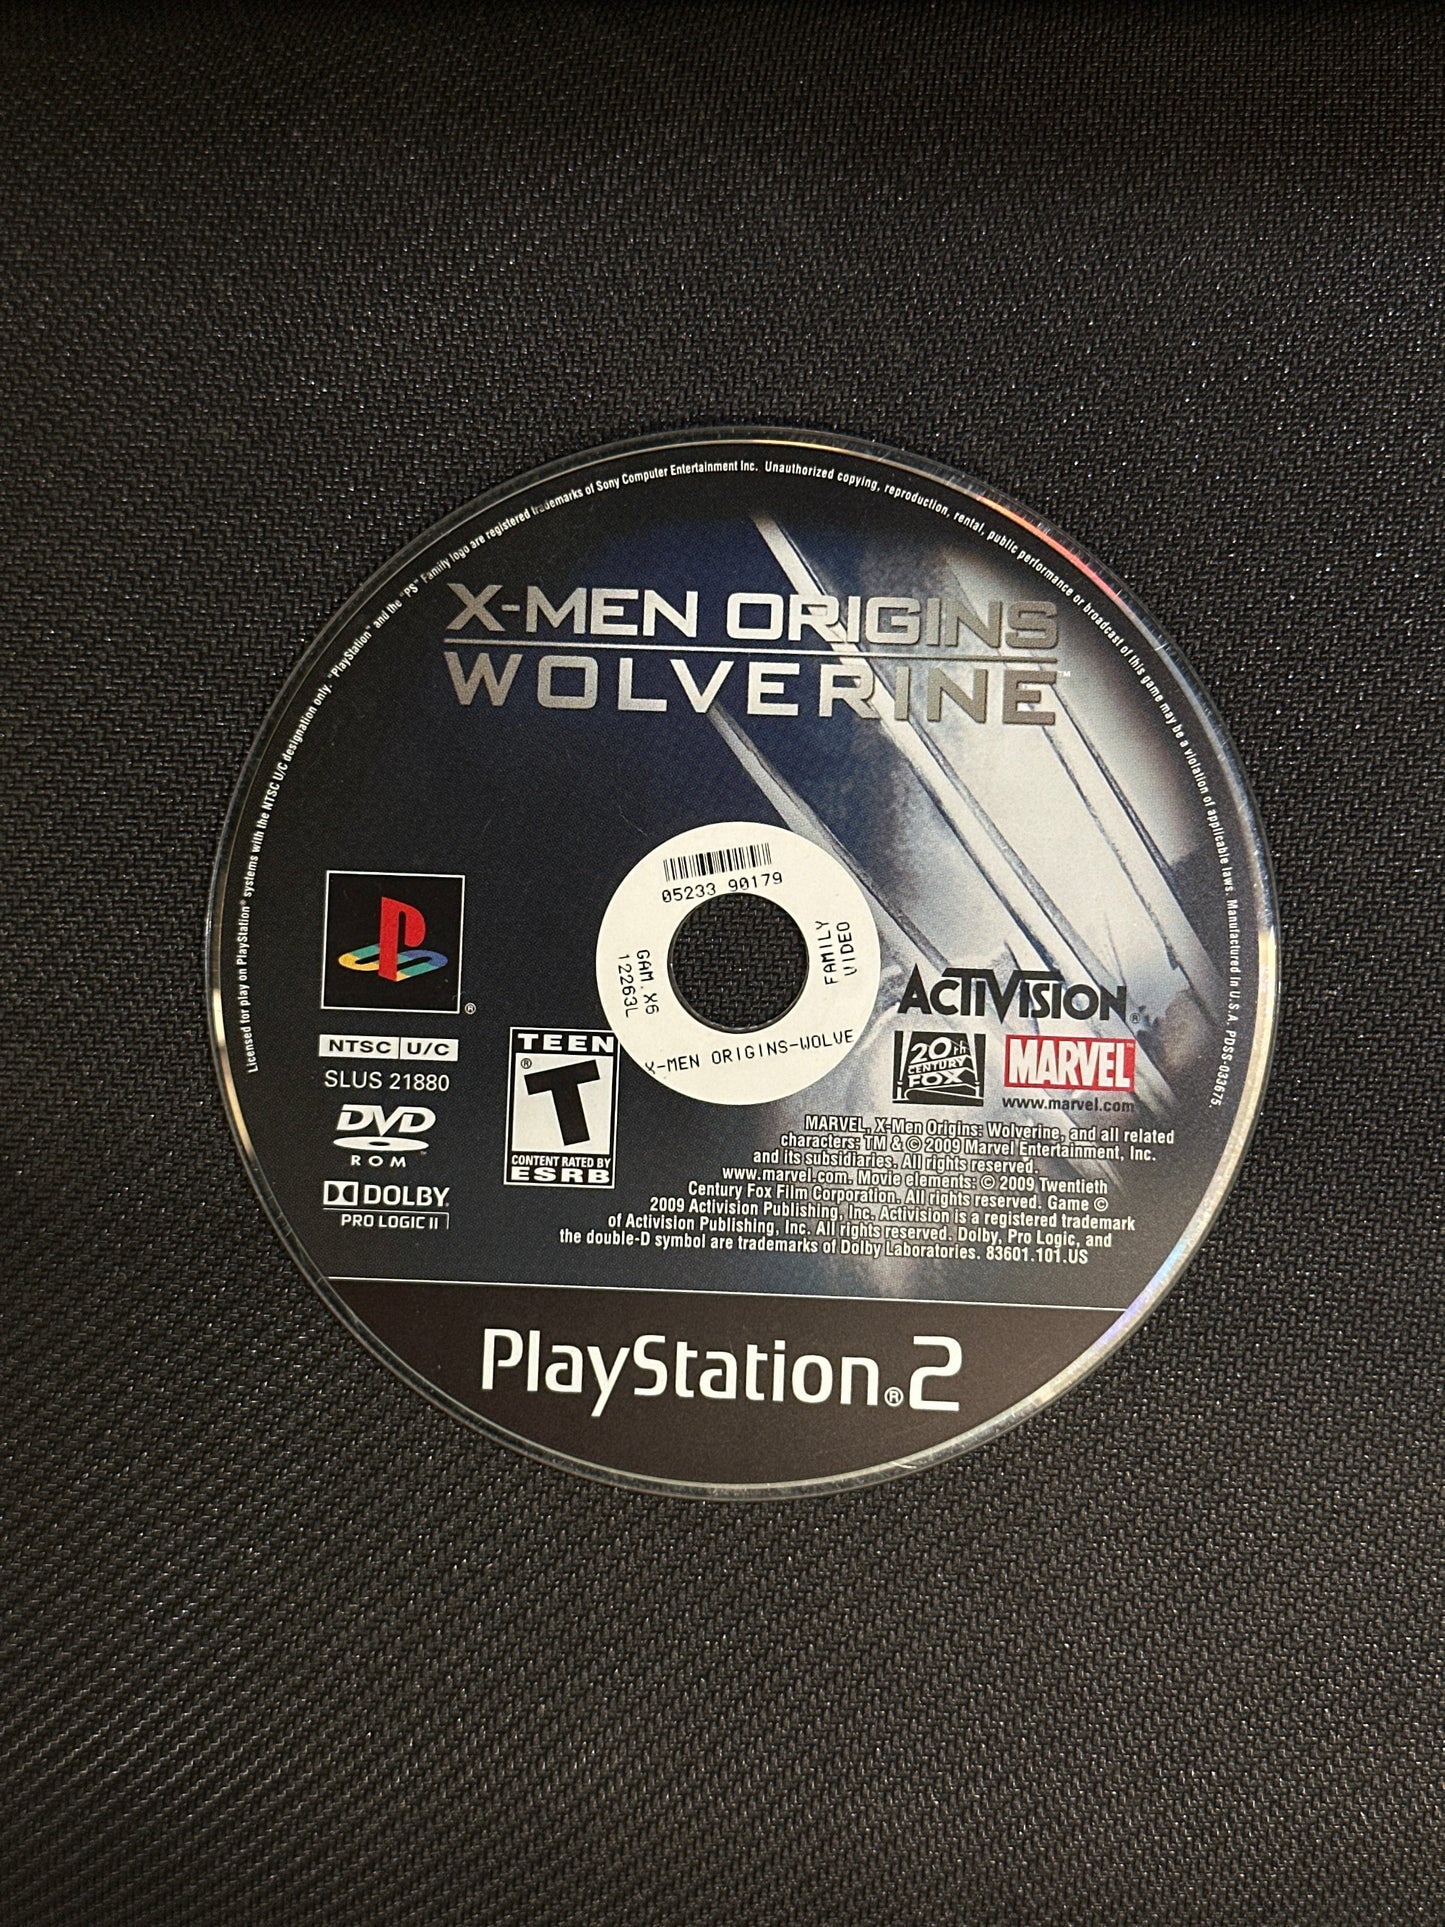 Licensed for play on PlayStation® systems with the NTSC U/C designation only. "PlayStation" and the "PS" Family logo are registered trademarks of Sony Computer Entertainment Inc. Unauthorized copying, reproduction, rental, public performance or broadcast of this game may be a violation of applicable laws. Manufactured in U.S.A. PDSS-033675.
X-MEN ORIGINS
WOLVERINE™
05233 90179
FAMILY
VIDEO
GAM.X6
12263L
X-MEN ORIGINS-WOLVE
®
NTSC U/C
SLUS 21880
DVD™
ROM
DOLBY®
PRO LOGIC II
TEEN
®
T
CONTENT RATED BY
ESRB
ACTIVISION®
20th
CENTURY
FOX
MARVEL™
www.marvel.com
MARVEL, X-Men Origins: Wolverine, and all related
characters: TM & © 2009 Marvel Entertainment, Inc.
and its subsidiaries. All rights reserved.
www.marvel.com. Movie elements: © 2009 Twentieth
Century Fox Film Corporation. All rights reserved. Game ©
2009 Activision Publishing, Inc. Activision is a registered trademark
of Activision Publishing, Inc. All rights reserved. Dolby, Pro Logic, and
the double-D symbol are trademarks of Dolby Laboratories. 83601.101.US
PlayStation®2